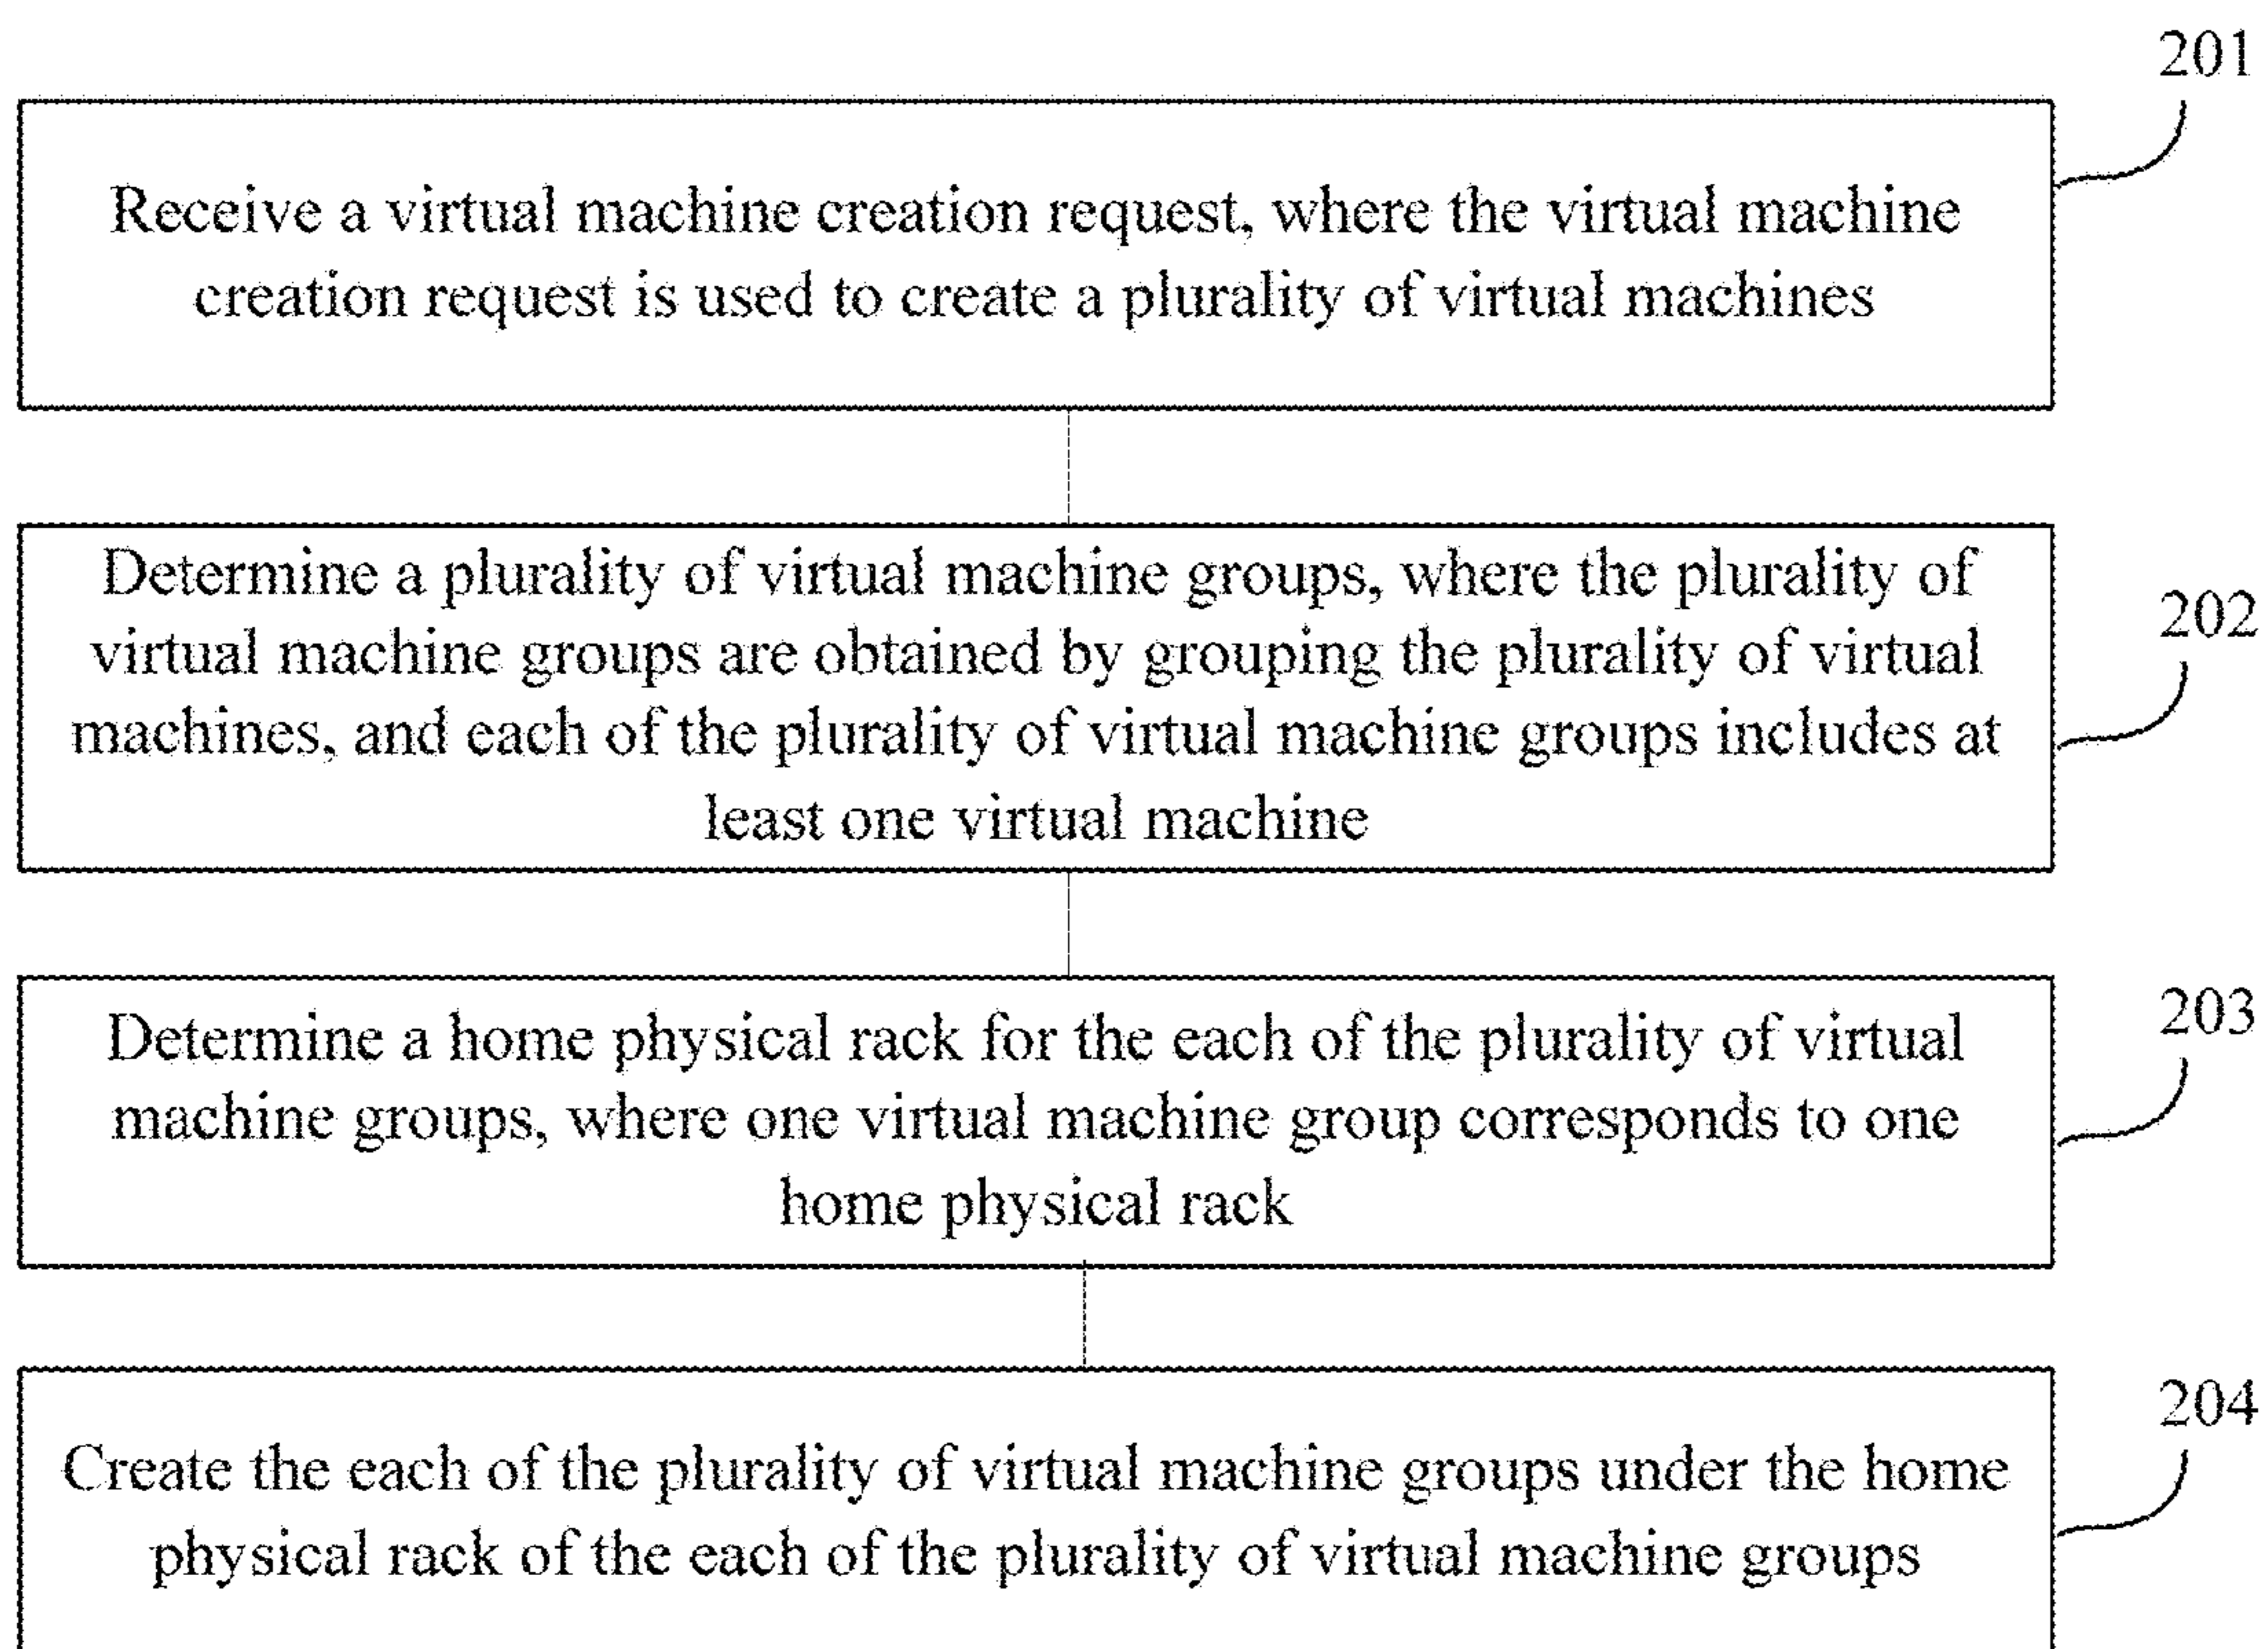 201
Receive a virtual machine creation request, where the virtual machine
creation request is used to create a plurality of virtual machines
Determine a plurality of virtual machine groups, where the plurality of
virtual machine groups are obtained by grouping the plurality of virtual
machines, and each of the plurality of virtual machine groups includes at
least one virtual machine
202
Determine a home physical rack for the each of the plurality of virtual
machine groups, where one virtual machine group corresponds to one
home physical rack
203
Create the each of the plurality of virtual machine groups under the home
physical rack of the each of the plurality of virtual machine groups
204